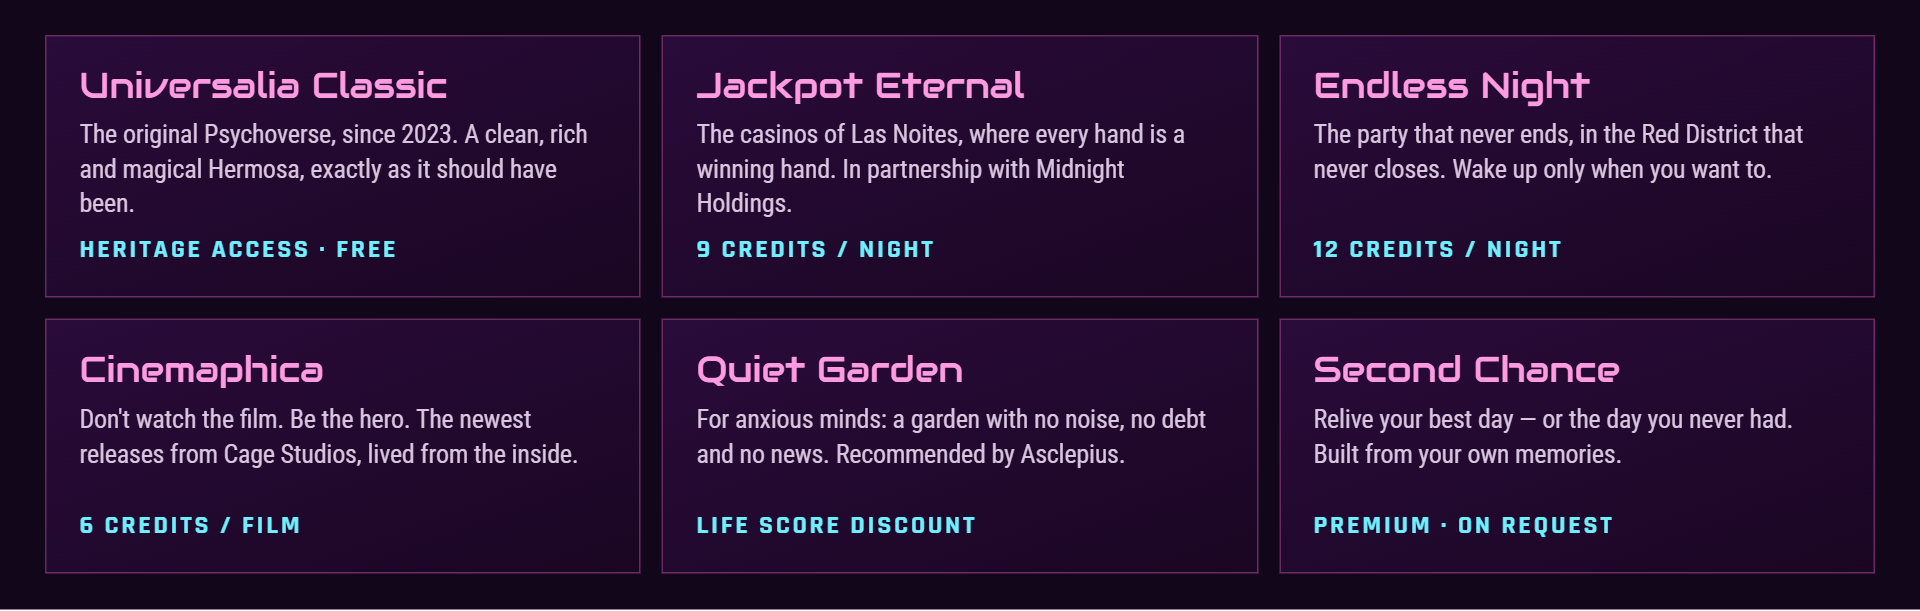 Universalia Classic
The original Psychoverse, since 2023. A clean, rich
and magical Hermosa, exactly as it should have
been.
HERITAGE ACCESS · FREE
Jackpot Eternal
The casinos of Las Noites, where every hand is a
winning hand. In partnership with Midnight
Holdings.
9 CREDITS / NIGHT
Endless Night
The party that never ends, in the Red District that
never closes. Wake up only when you want to.
12 CREDITS / NIGHT
Cinemaphica
Don't watch the film. Be the hero. The newest
releases from Cage Studios, lived from the inside.
6 CREDITS / FILM
Quiet Garden
For anxious minds: a garden with no noise, no debt
and no news. Recommended by Asclepius.
LIFE SCORE DISCOUNT
Second Chance
Relive your best day — or the day you never had.
Built from your own memories.
PREMIUM · ON REQUEST